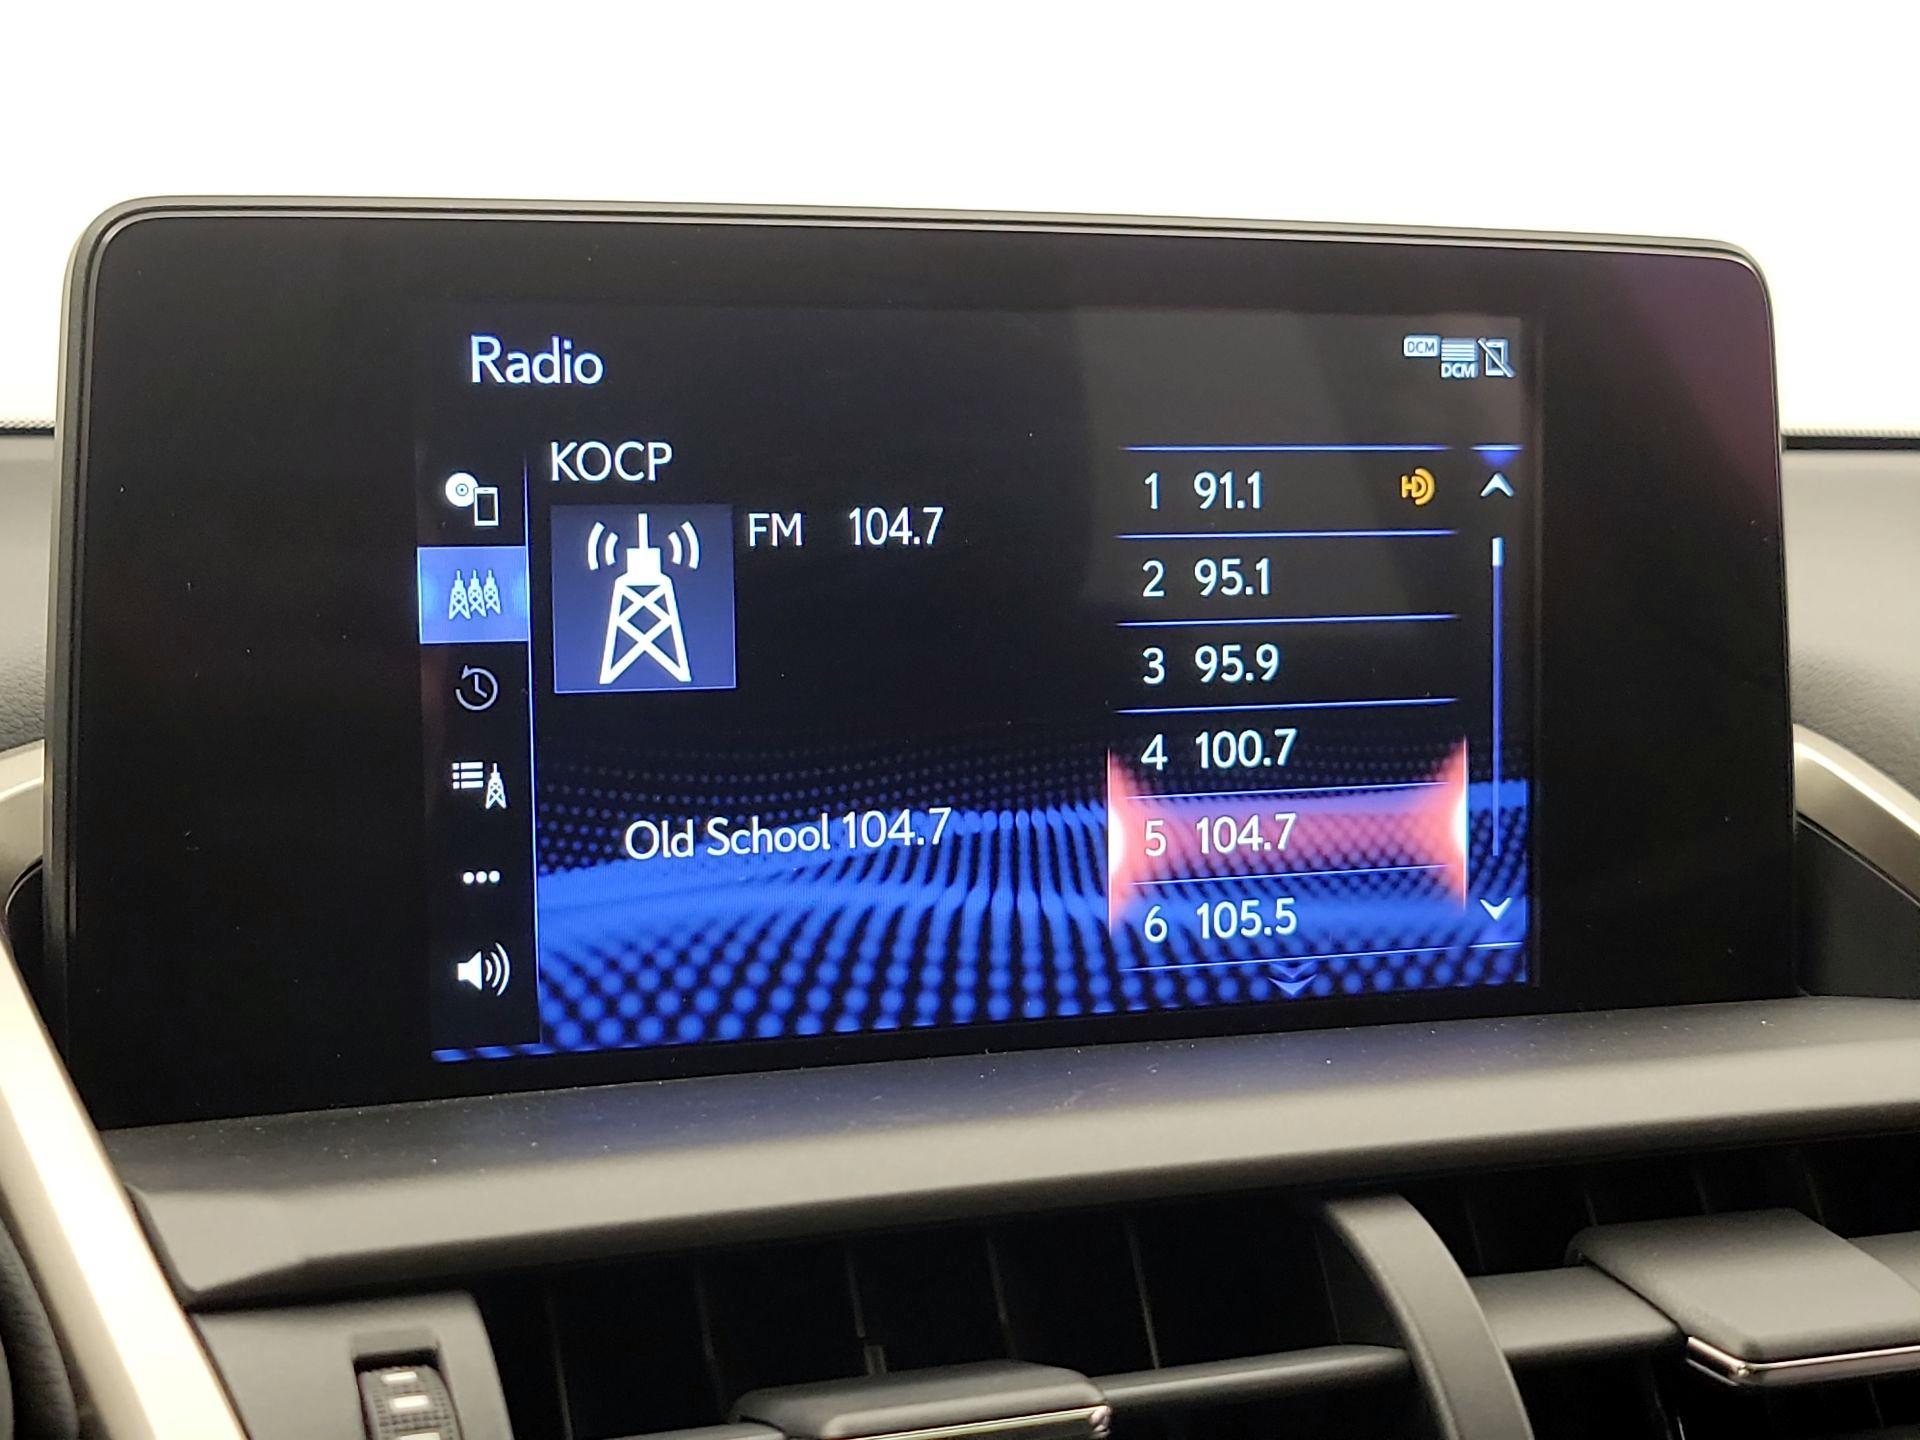 Radio
DCM
DCM
KOCP
FM 104.7
Old School 104.7
1 91.1 HD
2 95.1
3 95.9
4 100.7
5 104.7
6 105.5